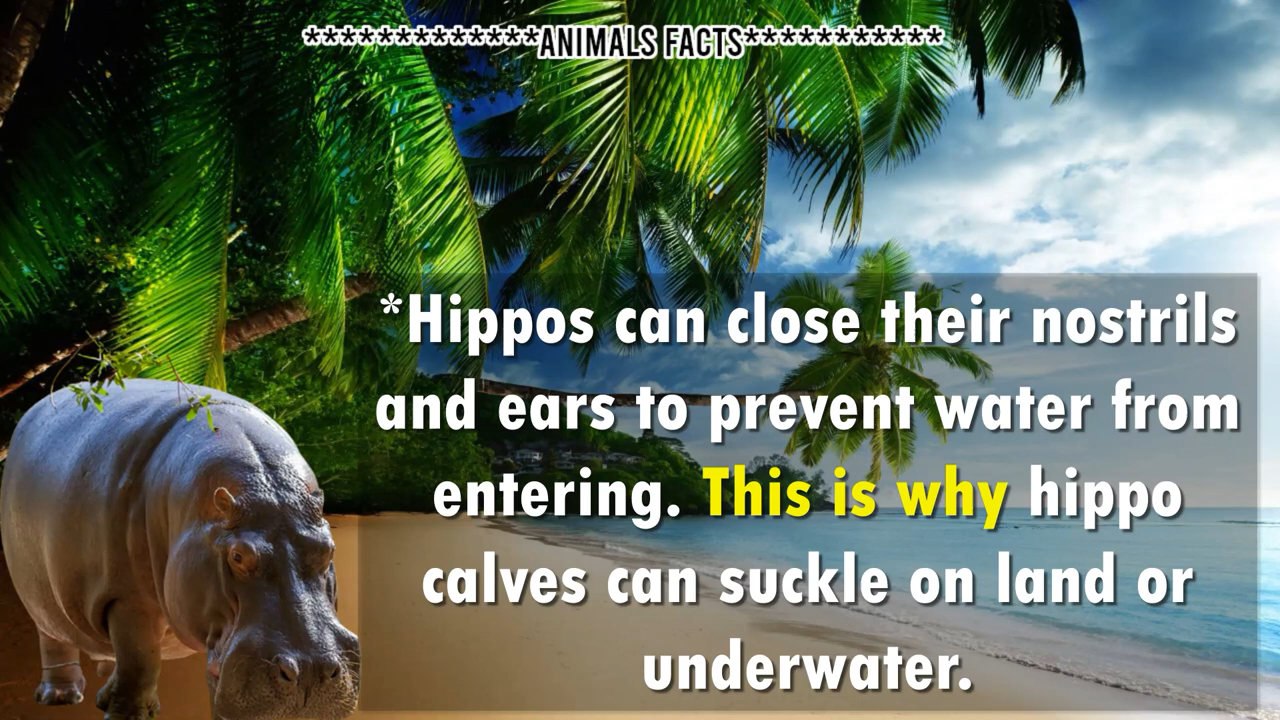 *************ANIMALS FACTS***********
*Hippos can close their nostrils
and ears to prevent water from
entering. This is why hippo
calves can suckle on land or
underwater.